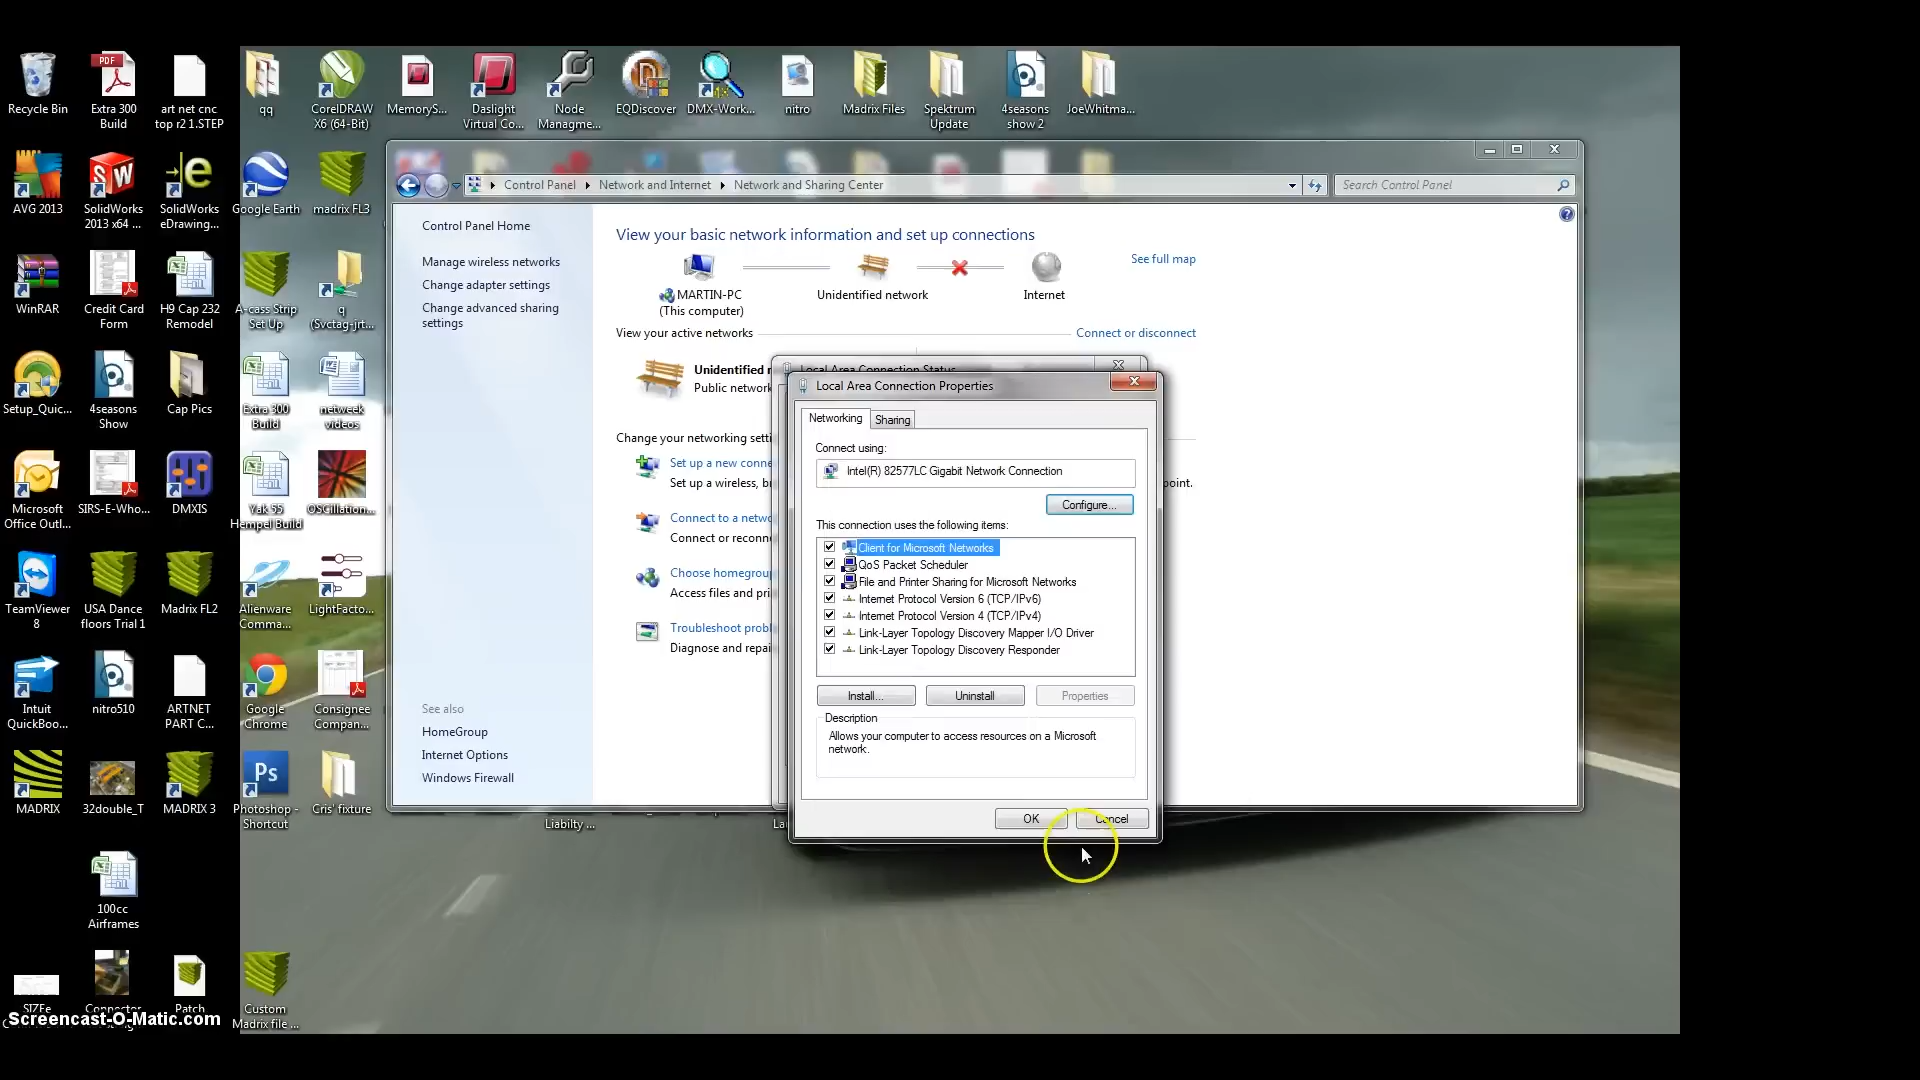 Recycle Bin
Extra 300
Build
art net cnc
top r2 1.STEP
qq
CorelDRAW
X6 (64-Bit)
MemoryS...
Daslight
Virtual Co...
Node
Managme...
EQDiscover
DMX-Work...
nitro
Madrix Files
Spektrum
Update
4seasons
show 2
JoeWhitma...
AVG 2013
SolidWorks
2013 x64 ...
SolidWorks
eDrawing...
Google Earth
madrix FL3
WinRAR
Credit Card
Form
H9 Cap 232
Remodel
A-cass Strip
Set Up
q
(Svctag-jrt...
Setup_Quic...
4seasons
Show
Cap Pics
Extra 300
Build
netweek
videos
Microsoft
Office Outl...
SIRS-E-Who...
DMXIS
Yak 55
Hempel Build
OSCillation...
TeamViewer
8
USA Dance
floors Trial 1
Madrix FL2
Alienware
Comma...
LightFacto...
Intuit
QuickBoo...
nitro510
ARTNET
PART C...
Google
Chrome
Consignee
Compan...
MADRIX
32double_T
MADRIX 3
Photoshop -
Shortcut
Cris' fixture
100cc
Airframes
SIZEe
Connector
Patch
Custom
Madrix file ...
Screencast-O-Matic.com
Control Panel
Network and Internet
Network and Sharing Center
Search Control Panel
Control Panel Home
Manage wireless networks
Change adapter settings
Change advanced sharing
settings
See also
HomeGroup
Internet Options
Windows Firewall
View your basic network information and set up connections
See full map
MARTIN-PC
(This computer)
Unidentified network
Internet
View your active networks
Connect or disconnect
Unidentified n
Public network
Change your networking setti
Set up a new conne
Set up a wireless, b
point.
Connect to a netwo
Connect or reconne
Choose homegroup
Access files and pri
Troubleshoot probl
Diagnose and repai
Local Area Connection Status
Local Area Connection Properties
Networking
Sharing
Connect using:
Intel(R) 82577LC Gigabit Network Connection
Configure...
This connection uses the following items:
Client for Microsoft Networks
QoS Packet Scheduler
File and Printer Sharing for Microsoft Networks
Internet Protocol Version 6 (TCP/IPv6)
Internet Protocol Version 4 (TCP/IPv4)
Link-Layer Topology Discovery Mapper I/O Driver
Link-Layer Topology Discovery Responder
Install...
Uninstall
Properties
Description
Allows your computer to access resources on a Microsoft
network.
OK
Cancel
Liabilty ...